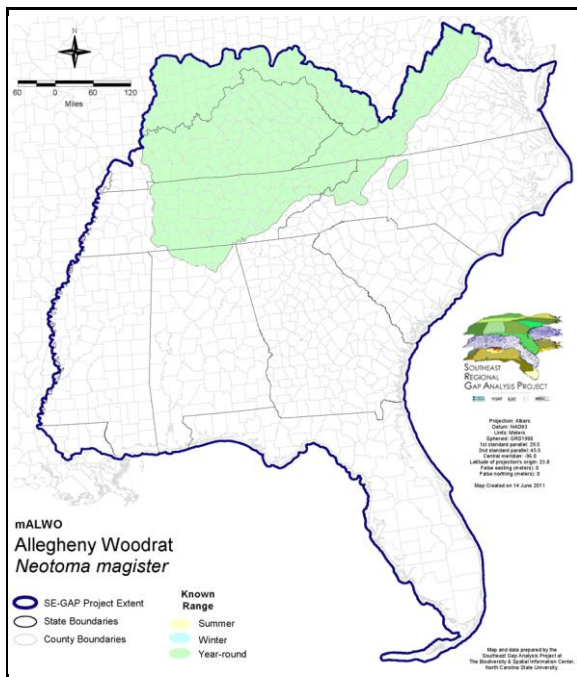 N
60 30 0 60 120
Miles
SOUTHEAST
REGIONAL
GAP ANALYSIS PROJECT
Projection: Albers
Datum: NAD83
Units: Meters
Spheroid: GRS1980
1st standard parallel: 29.5
2nd standard parallel: 45.5
Central meridian: -96.0
Latitude of projection's origin: 23.0
False easting (meters): 0
False northing (meters): 0
Map Created on 14 June 2011
mALWO
Allegheny Woodrat
Neotoma magister
SE-GAP Project Extent
State Boundaries
County Boundaries
Known
Range
Summer
Winter
Year-round
Map and data prepared by the
Southeast Gap Analysis Project at
The Biodiversity & Spatial Information Center,
North Carolina State University.